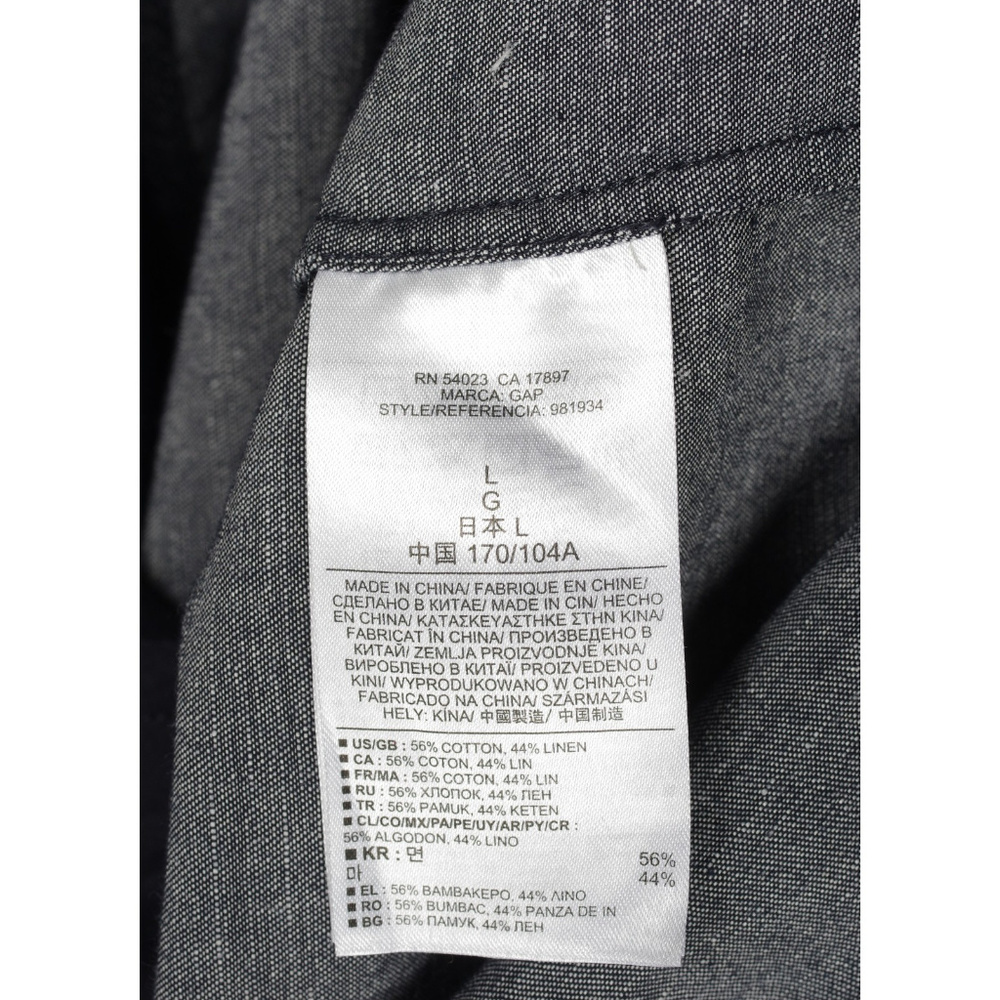 RN 54023 CA 17897
MARCA: GAP
STYLE/REFERENCIA: 981934
L
G
日本 L
中国 170/104A
MADE IN CHINA/ FABRIQUE EN CHINE/
СДЕЛАНО В КИТАЕ/ MADE IN CIN/ HECHO
EN CHINA/ ΚΑΤΑΣΚΕΥΑΣΤΗΚΕ ΣΤΗΝ ΚΙΝΑ/
FABRICAT ÎN CHINA/ ПРОИЗВЕДЕНО В
КИТАЙ/ ZEMLJA PROIZVODNJE KINA/
ВИРОБЛЕНО В КИТАЇ/ PROIZVEDENO U
KINI/ WYPRODUKOWANO W CHINACH/
FABRICADO NA CHINA/ SZÁRMAZÁSI
HELY: KÍNA/ 中國製造/ 中国制造
■ US/GB : 56% COTTON, 44% LINEN
■ CA : 56% COTON, 44% LIN
■ FR/MA : 56% COTON, 44% LIN
■ RU : 56% ХЛОПОК, 44% ЛЕН
■ TR : 56% PAMUK, 44% KETEN
■ CL/CO/MX/PA/PE/UY/AR/PY/CR :
56% ALGODON, 44% LINO
■ KR : 면 56%
마 44%
■ EL : 56% ΒΑΜΒΑΚΕΡΟ, 44% ΛΙΝΟ
■ RO : 56% BUMBAC, 44% PANZA DE IN
■ BG : 56% ПАМУК, 44% ЛЕН